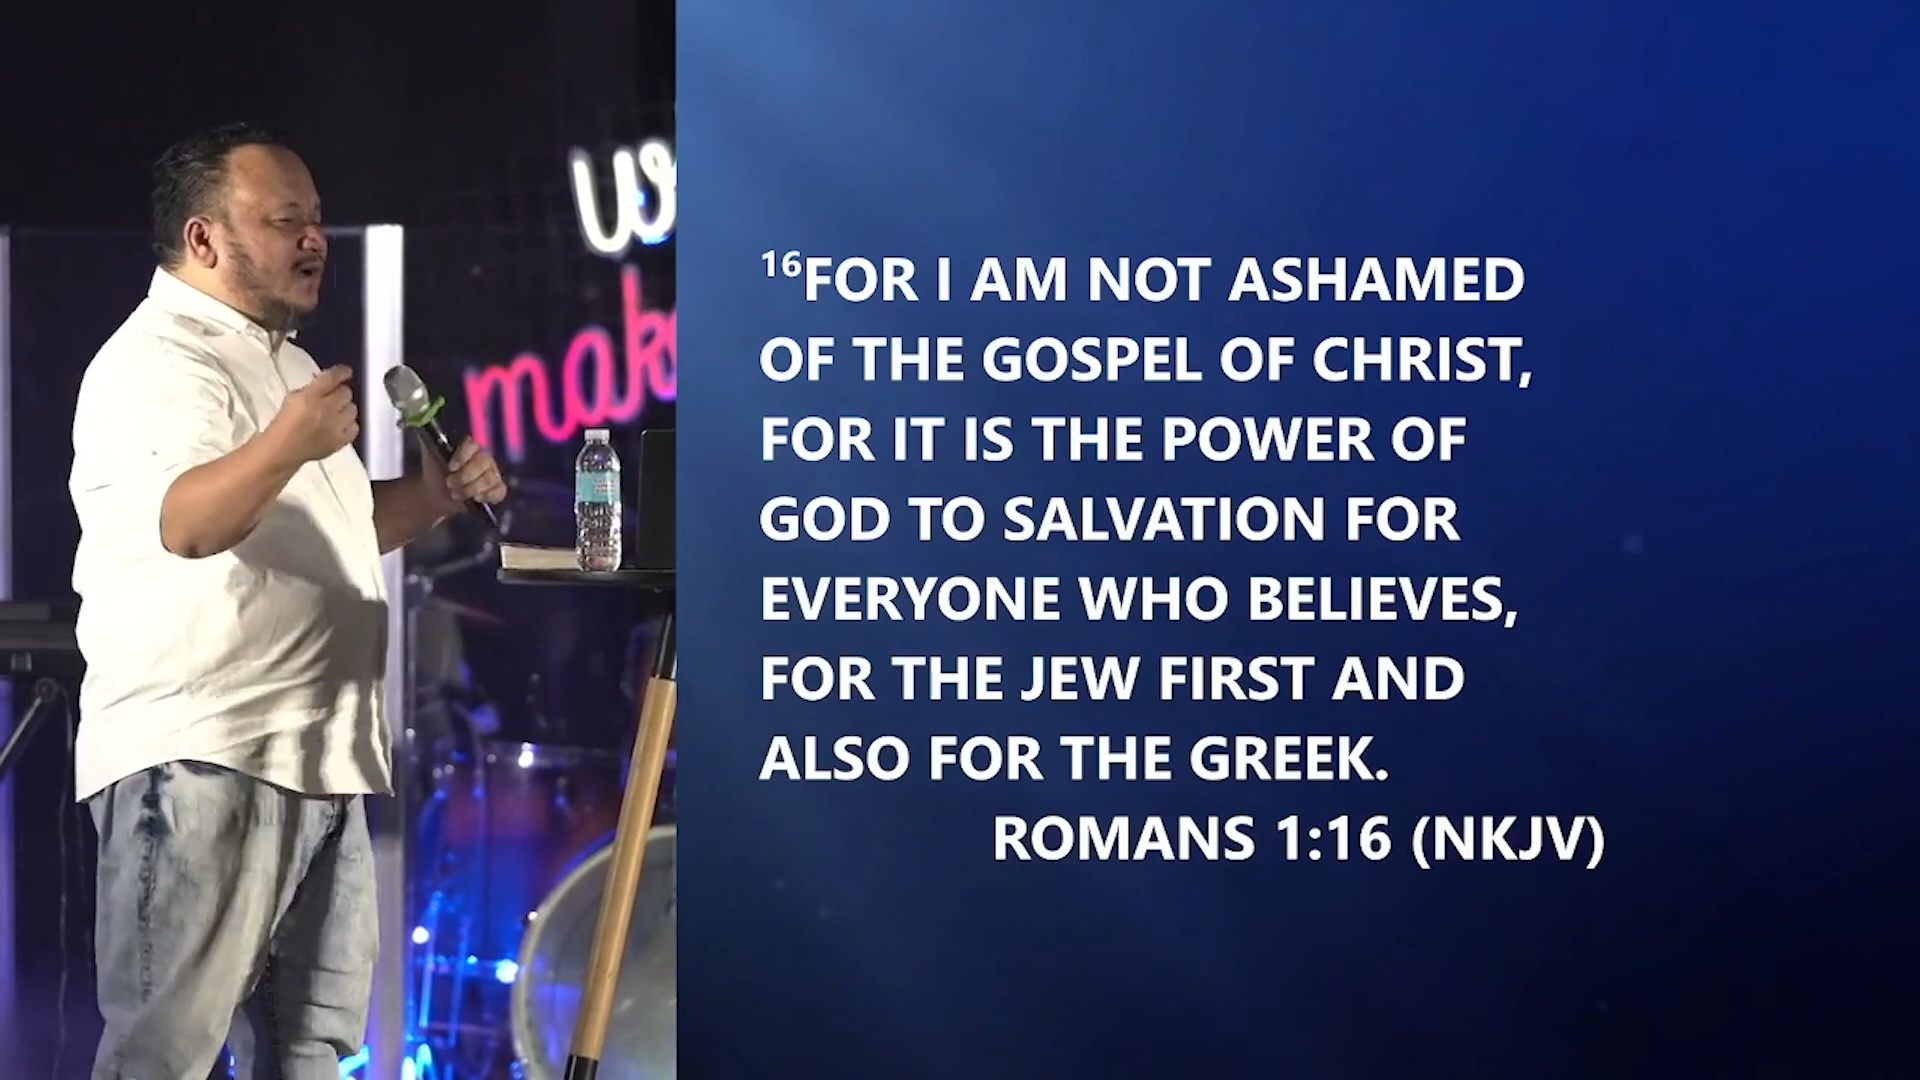 16FOR I AM NOT ASHAMED
OF THE GOSPEL OF CHRIST,
FOR IT IS THE POWER OF
GOD TO SALVATION FOR
EVERYONE WHO BELIEVES,
FOR THE JEW FIRST AND
ALSO FOR THE GREEK.
ROMANS 1:16 (NKJV)